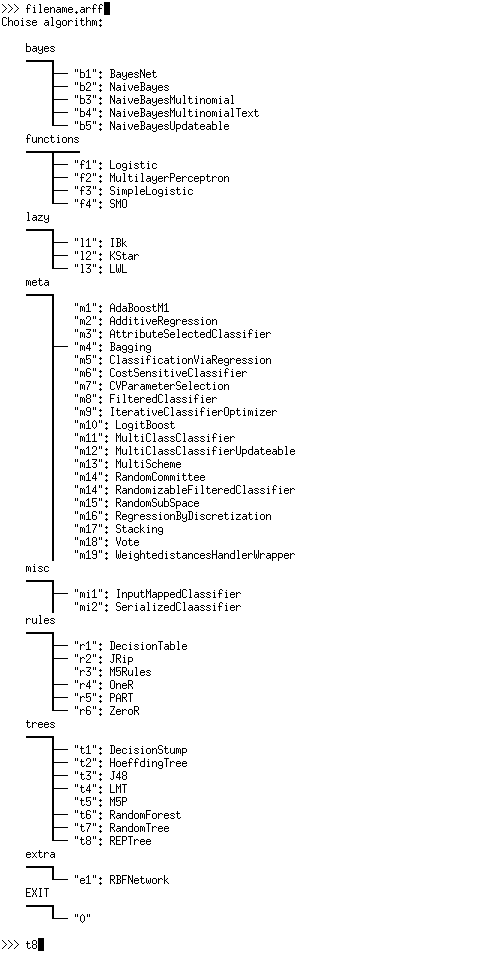 >>> filename.arff
Choise algorithm:
bayes
"b1": BayesNet
"b2": NaiveBayes
"b3": NaiveBayesMultinomial
"b4": NaiveBayesMultinomialText
"b5": NaiveBayesUpdateable
functions
"f1": Logistic
"f2": MultilayerPerceptron
"f3": SimpleLogistic
"f4": SMO
lazy
"l1": IBk
"l2": KStar
"l3": LWL
meta
"m1": AdaBoostM1
"m2": AdditiveRegression
"m3": AttributeSelectedClassifier
"m4": Bagging
"m5": ClassificationViaRegression
"m6": CostSensitiveClassifier
"m7": CVParameterSelection
"m8": FilteredClassifier
"m9": IterativeClassifierOptimizer
"m10": LogitBoost
"m11": MultiClassClassifier
"m12": MultiClassClassifierUpdateable
"m13": MultiScheme
"m14": RandomCommittee
"m14": RandomizableFilteredClassifier
"m15": RandomSubSpace
"m16": RegressionByDiscretization
"m17": Stacking
"m18": Vote
"m19": WeightedistancesHandlerWrapper
misc
"mi1": InputMappedClassifier
"mi2": SerializedClaassifier
rules
"r1": DecisionTable
"r2": JRip
"r3": M5Rules
"r4": OneR
"r5": PART
"r6": ZeroR
trees
"t1": DecisionStump
"t2": HoeffdingTree
"t3": J48
"t4": LMT
"t5": M5P
"t6": RandomForest
"t7": RandomTree
"t8": REPTree
extra
"e1": RBFNetwork
EXIT
"0"
>>> t8